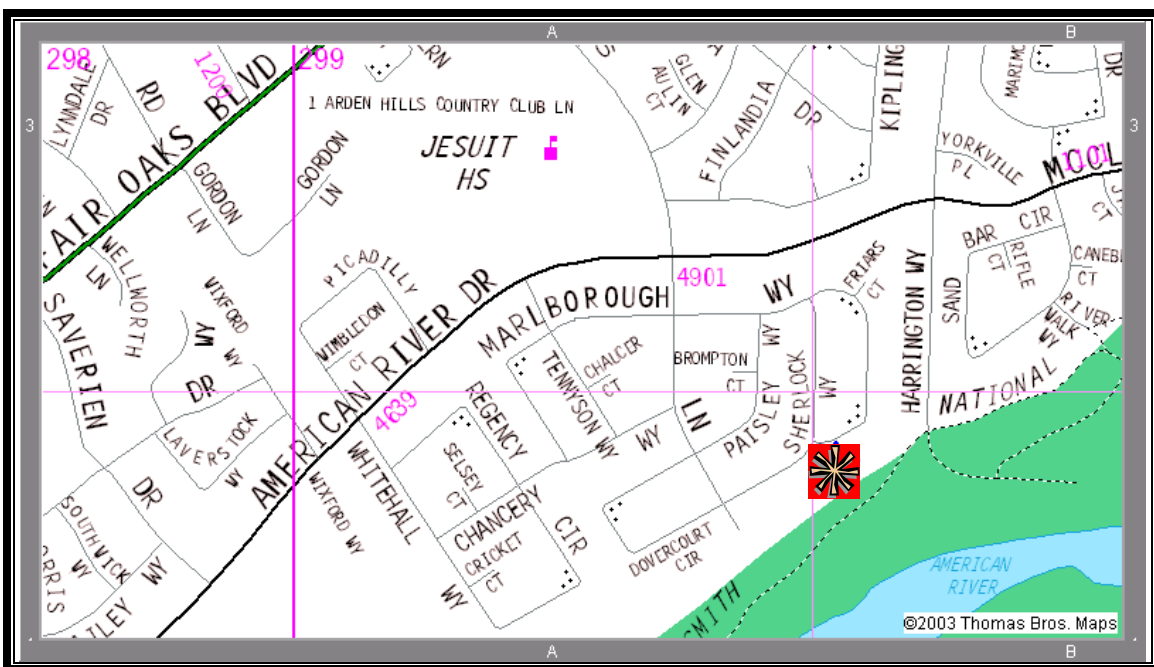 A
B
298
299
1200
LYNNDALE
DR
RD
FAIR OAKS BLVD
1 ARDEN HILLS COUNTRY CLUB LN
JESUIT
HS
GORDON
LN
GORDON
LN
GLEN
AULIN
CT
FINLANDIA
DR
KIPLING
DR
3
3
YORKVILLE
PL
1101
WELLWORTH
LN
SAVERIEN
DR
WIXFORD
WY
WY
DR
LAVERSTOCK
WY
PICADILLY
WIMBLEDON
CT
AMERICAN RIVER DR
4639
4901
MARLBOROUGH
WY
FRIARS
CT
HARRINGTON WY
SAND
BAR CIR
RIFLE
CT
CT
CT
RIVER
WALK
WY
CHAUCER
CT
TENNYSON WY
BROMPTON
CT
PAISLEY
WY
SHERLOCK
WY
LN
REGENCY
CIR
WY
SELSEY
CT
CHANCERY
CRICKET
CT
WHITEHALL
WY
WIXFORD WY
DOVERCOURT
CIR
SOUTHWICK
WY
WY
NATIONAL
AMERICAN
RIVER
©2003 Thomas Bros. Maps
A
B